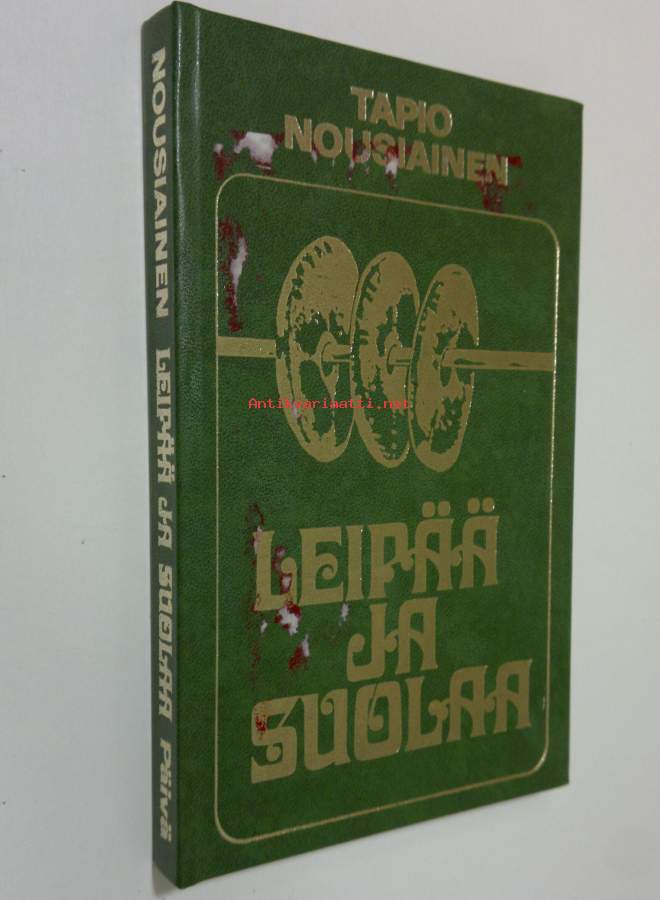 TAPIO
NOUSIAINEN
LEIPÄÄ
JA
SUOLAA
NOUSIAINEN LEIPÄÄ JA SUOLAA Päivä
Antikvariaatti.net